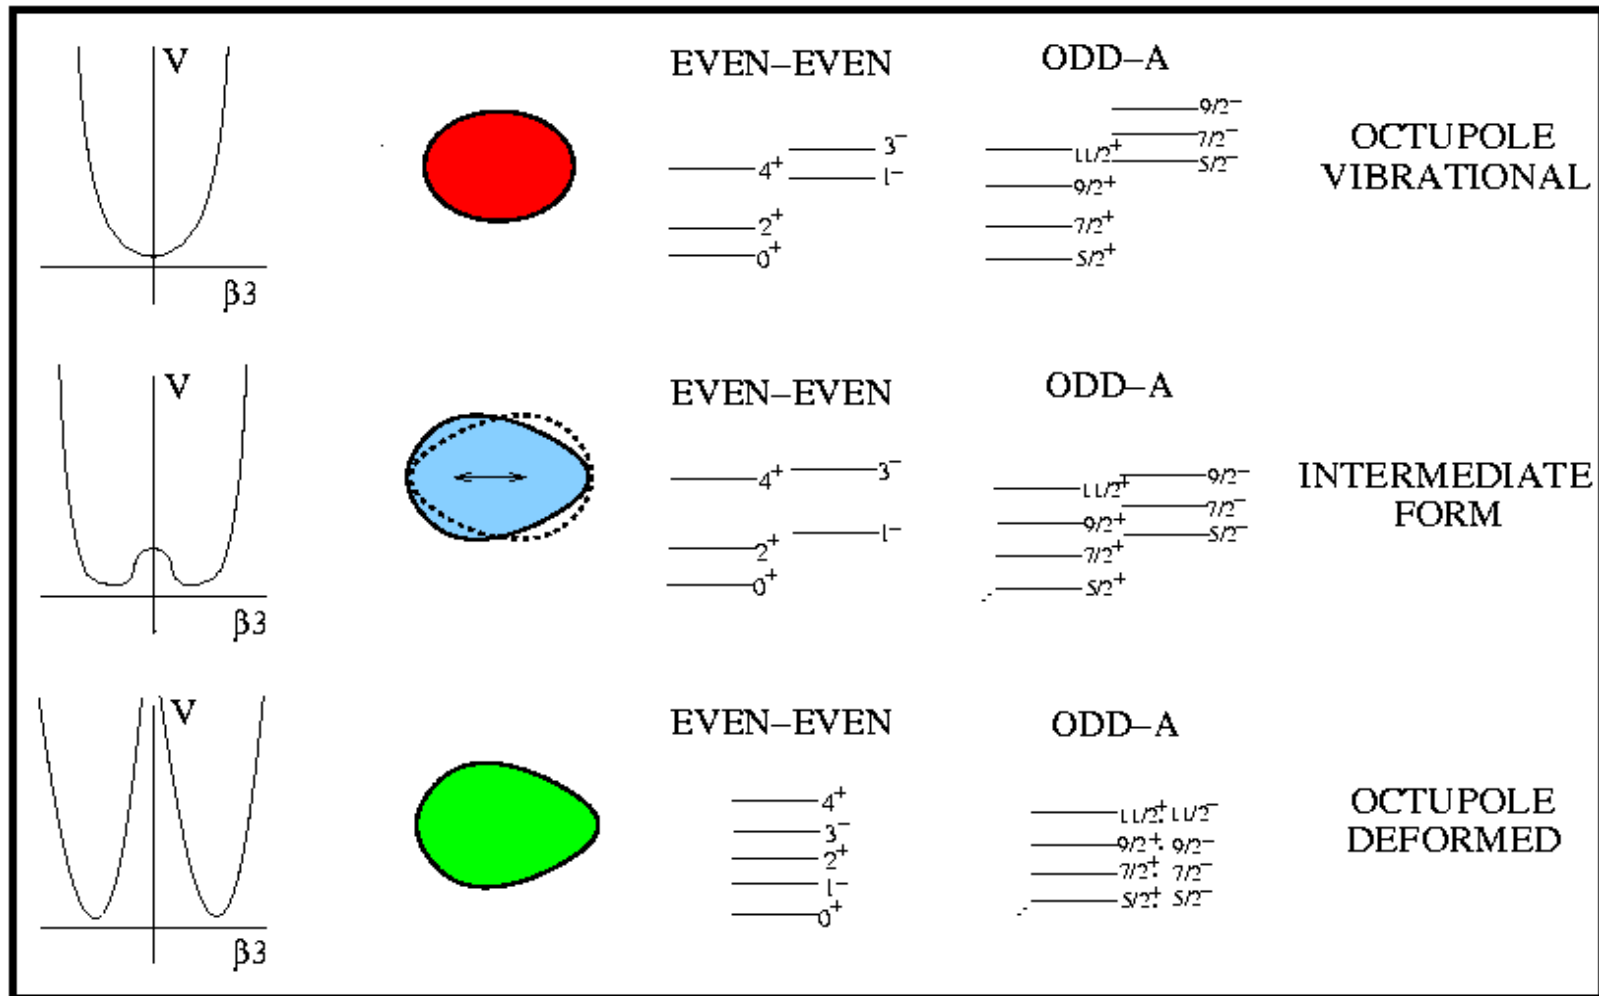 V
β3
EVEN–EVEN
4⁺
2⁺
0⁺
3⁻
1⁻
ODD–A
11/2⁺
9/2⁺
7/2⁺
5/2⁺
9/2⁻
7/2⁻
5/2⁻
OCTUPOLE
VIBRATIONAL
V
β3
EVEN–EVEN
4⁺
2⁺
0⁺
3⁻
1⁻
ODD–A
11/2⁺
9/2⁺
7/2⁺
5/2⁺
9/2⁻
7/2⁻
5/2⁻
INTERMEDIATE
FORM
V
β3
EVEN–EVEN
4⁺
3⁻
2⁺
1⁻
0⁺
ODD–A
11/2⁺, 11/2⁻
9/2⁺, 9/2⁻
7/2⁺, 7/2⁻
5/2⁺, 5/2⁻
OCTUPOLE
DEFORMED